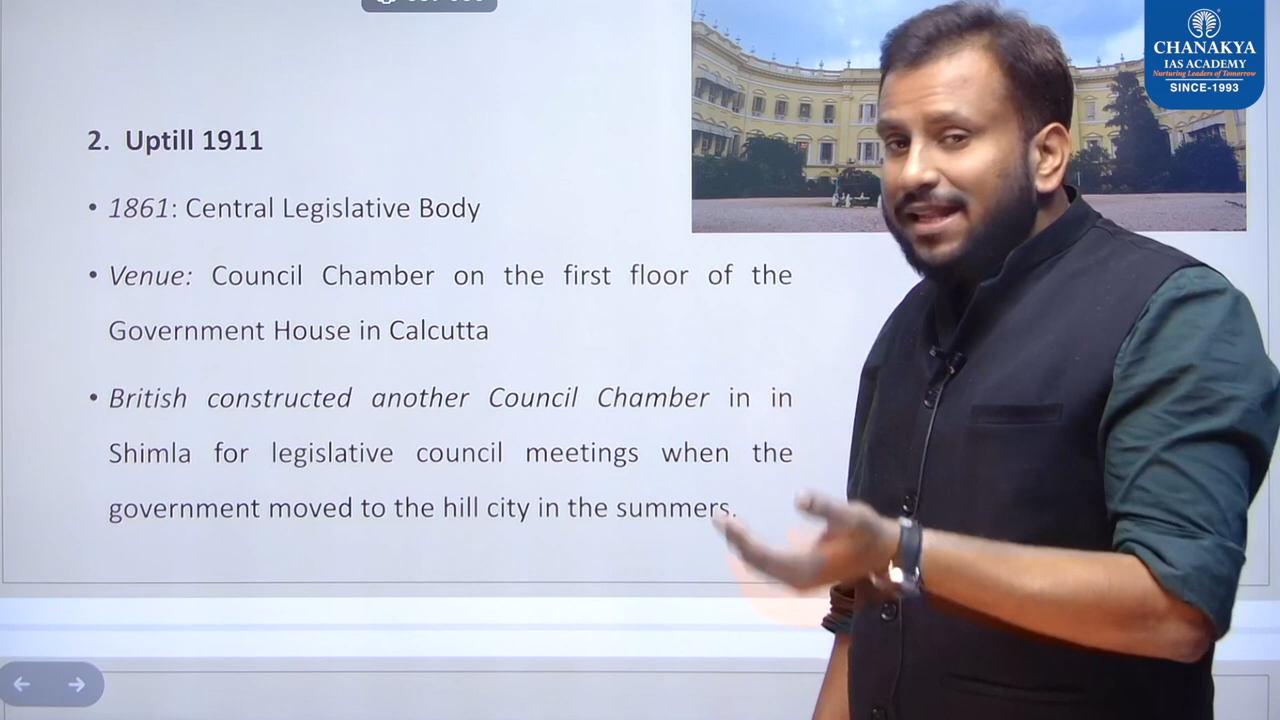 CHANAKYA
IAS ACADEMY
Nurturing Leaders of Tomorrow
SINCE-1993
2. Uptill 1911
• 1861: Central Legislative Body
• Venue: Council Chamber on the first floor of the
Government House in Calcutta
• British constructed another Council Chamber in in
Shimla for legislative council meetings when the
government moved to the hill city in the summers.